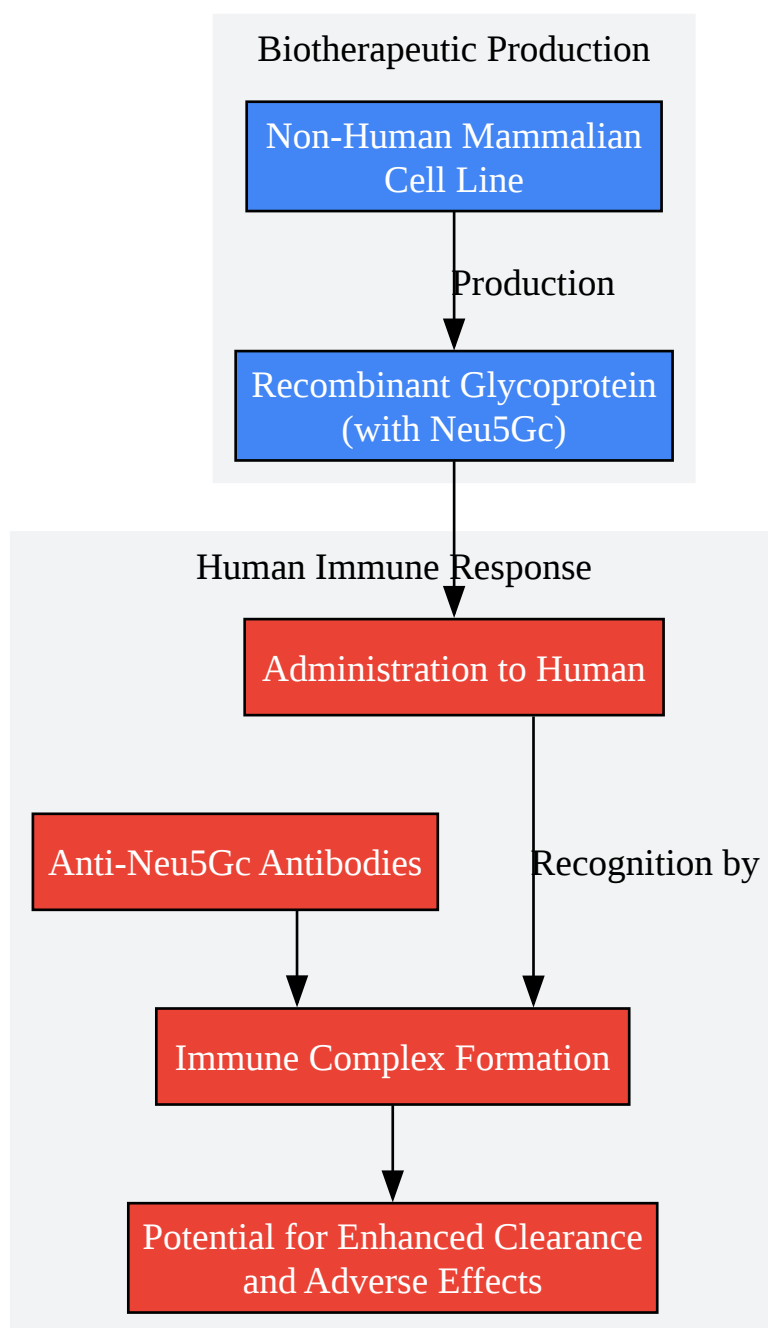 Biotherapeutic Production
Non-Human Mammalian
Cell Line
Production
Recombinant Glycoprotein
(with Neu5Gc)
Human Immune Response
Administration to Human
Anti-Neu5Gc Antibodies
Recognition by
Immune Complex Formation
Potential for Enhanced Clearance
and Adverse Effects